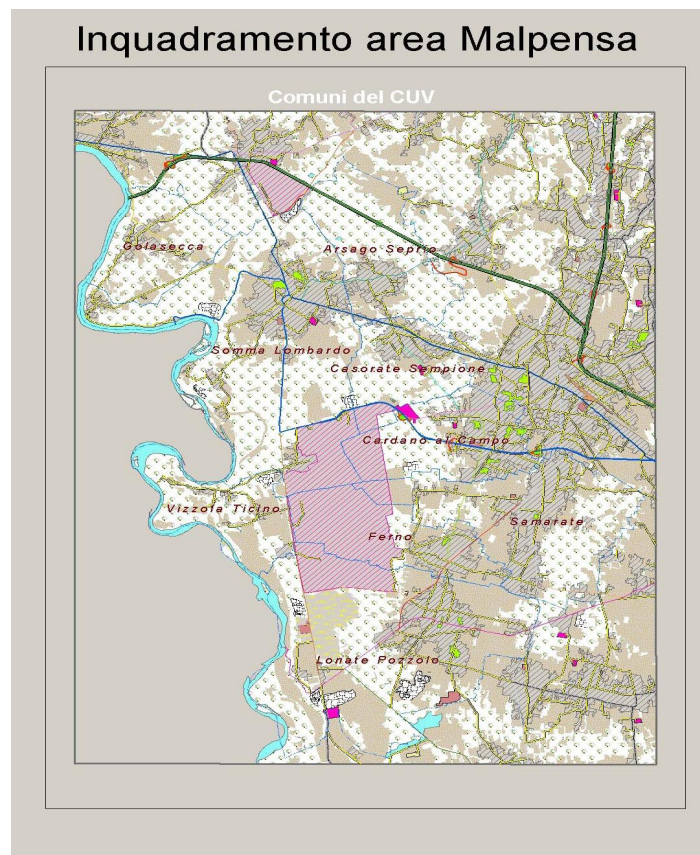 Inquadramento area Malpensa
Comuni del CUV
Golasecca
Arsago Seprio
Somma Lombardo
Casorate Sempione
Cardano al Campo
Vizzola Ticino
Samarate
Ferno
Lonate Pozzolo